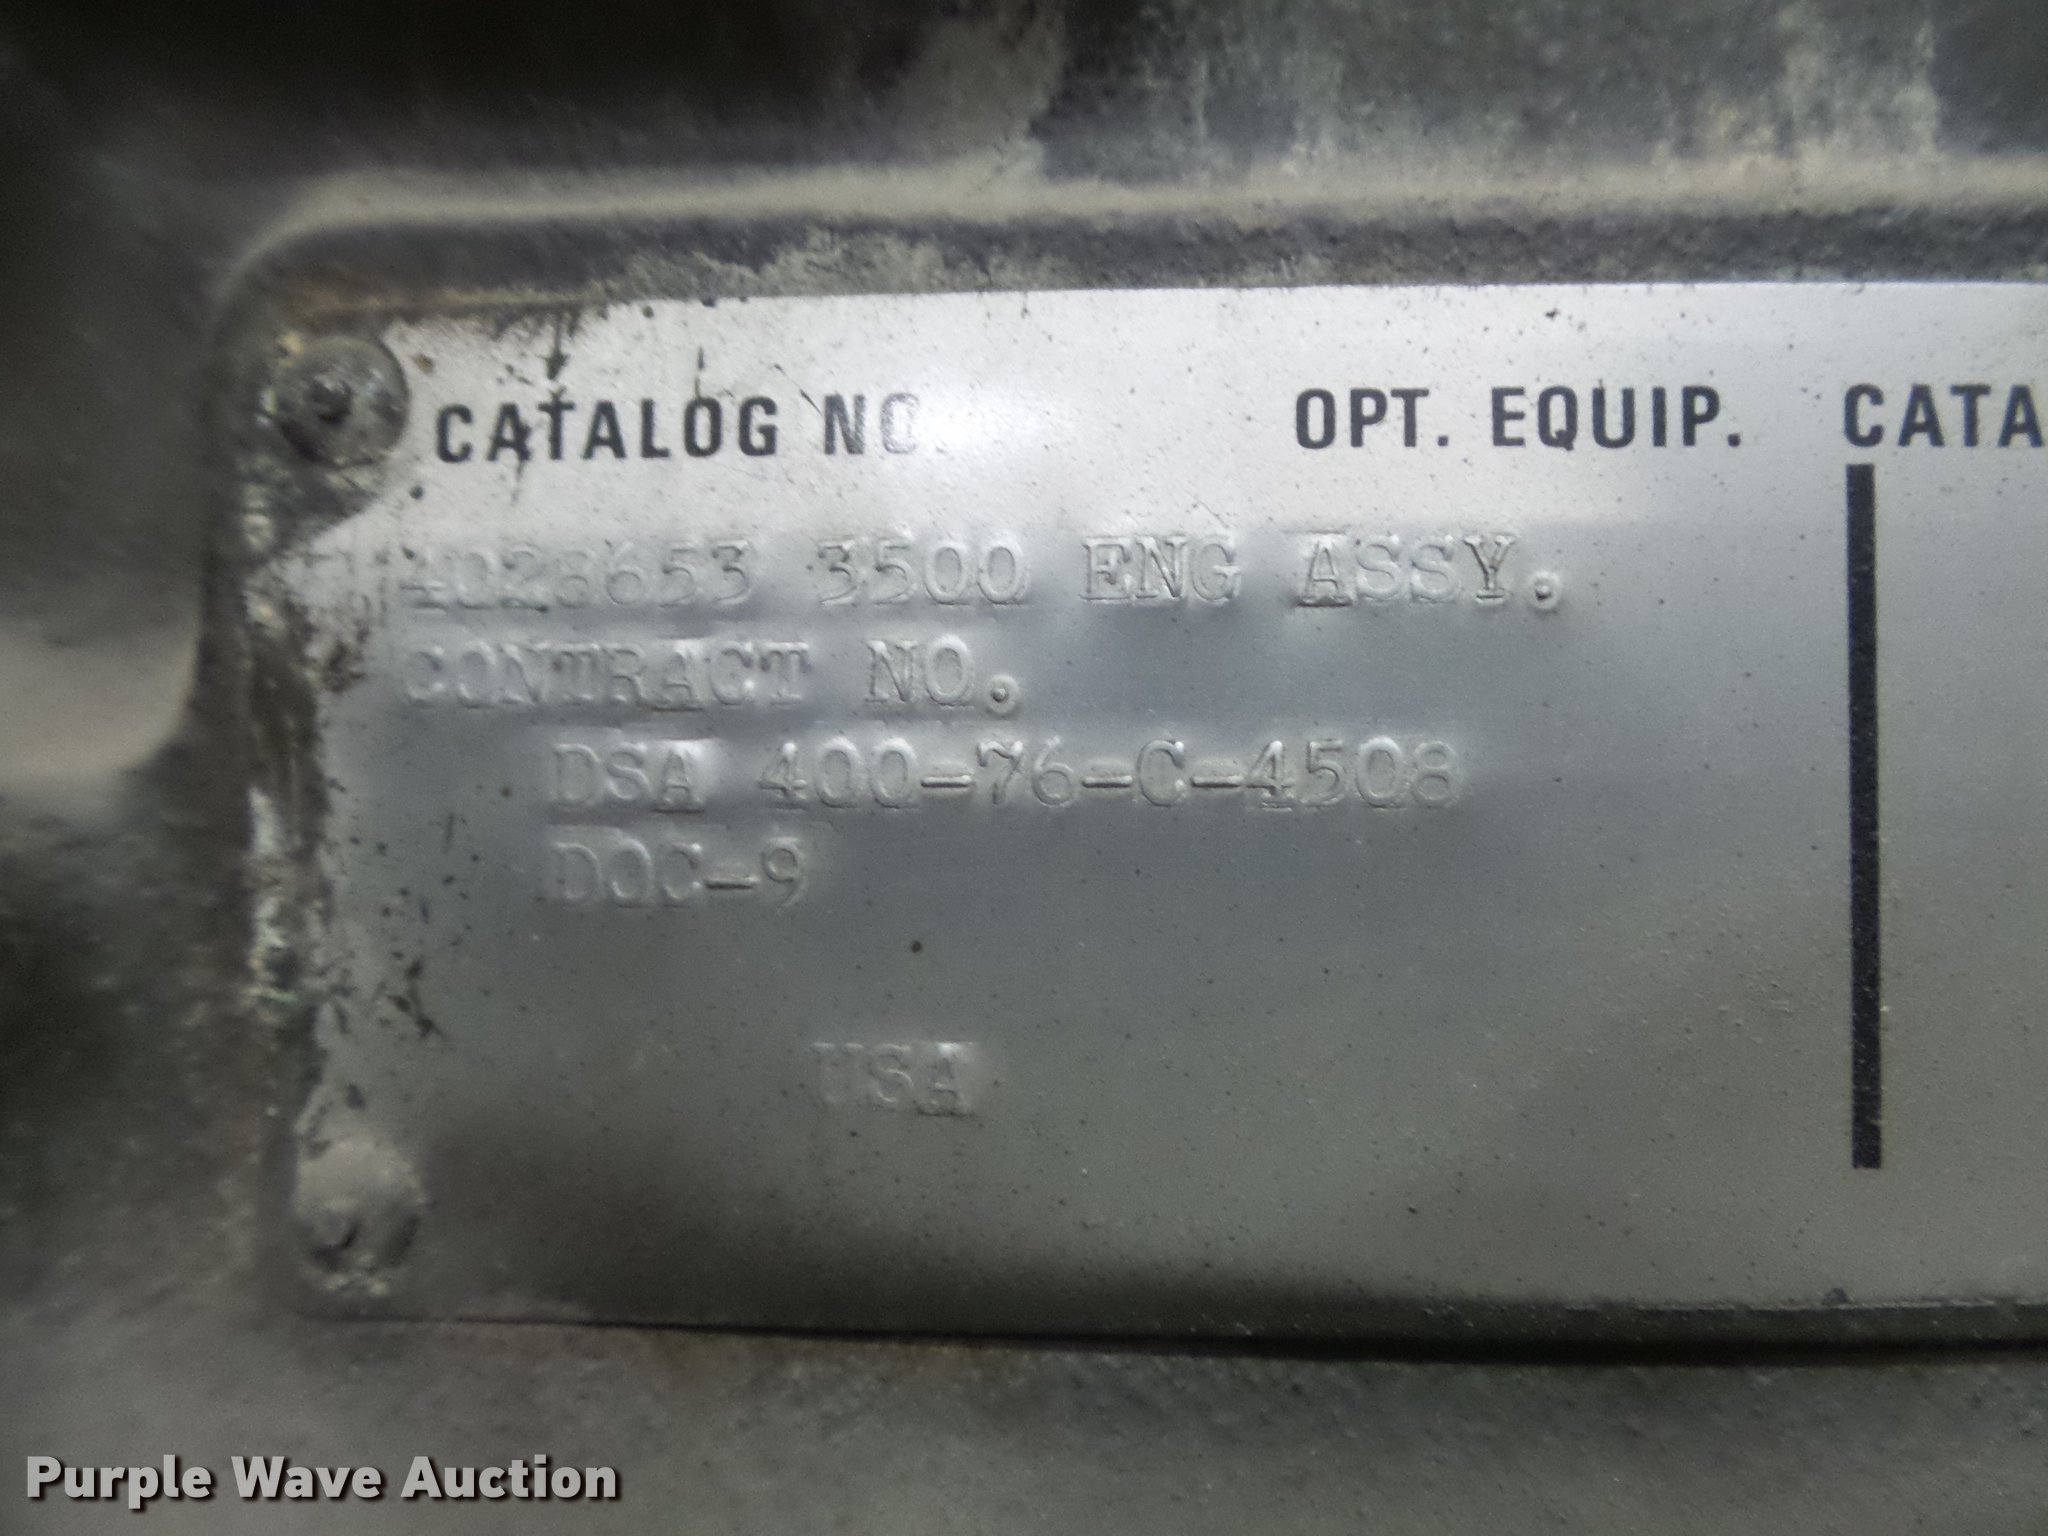 CATALOG NO. OPT. EQUIP. CATA
4028653 3500 ENG ASSY.
CONTRACT NO.
DSA 400-76-C-4508
DOC-9
USA
Purple Wave Auction